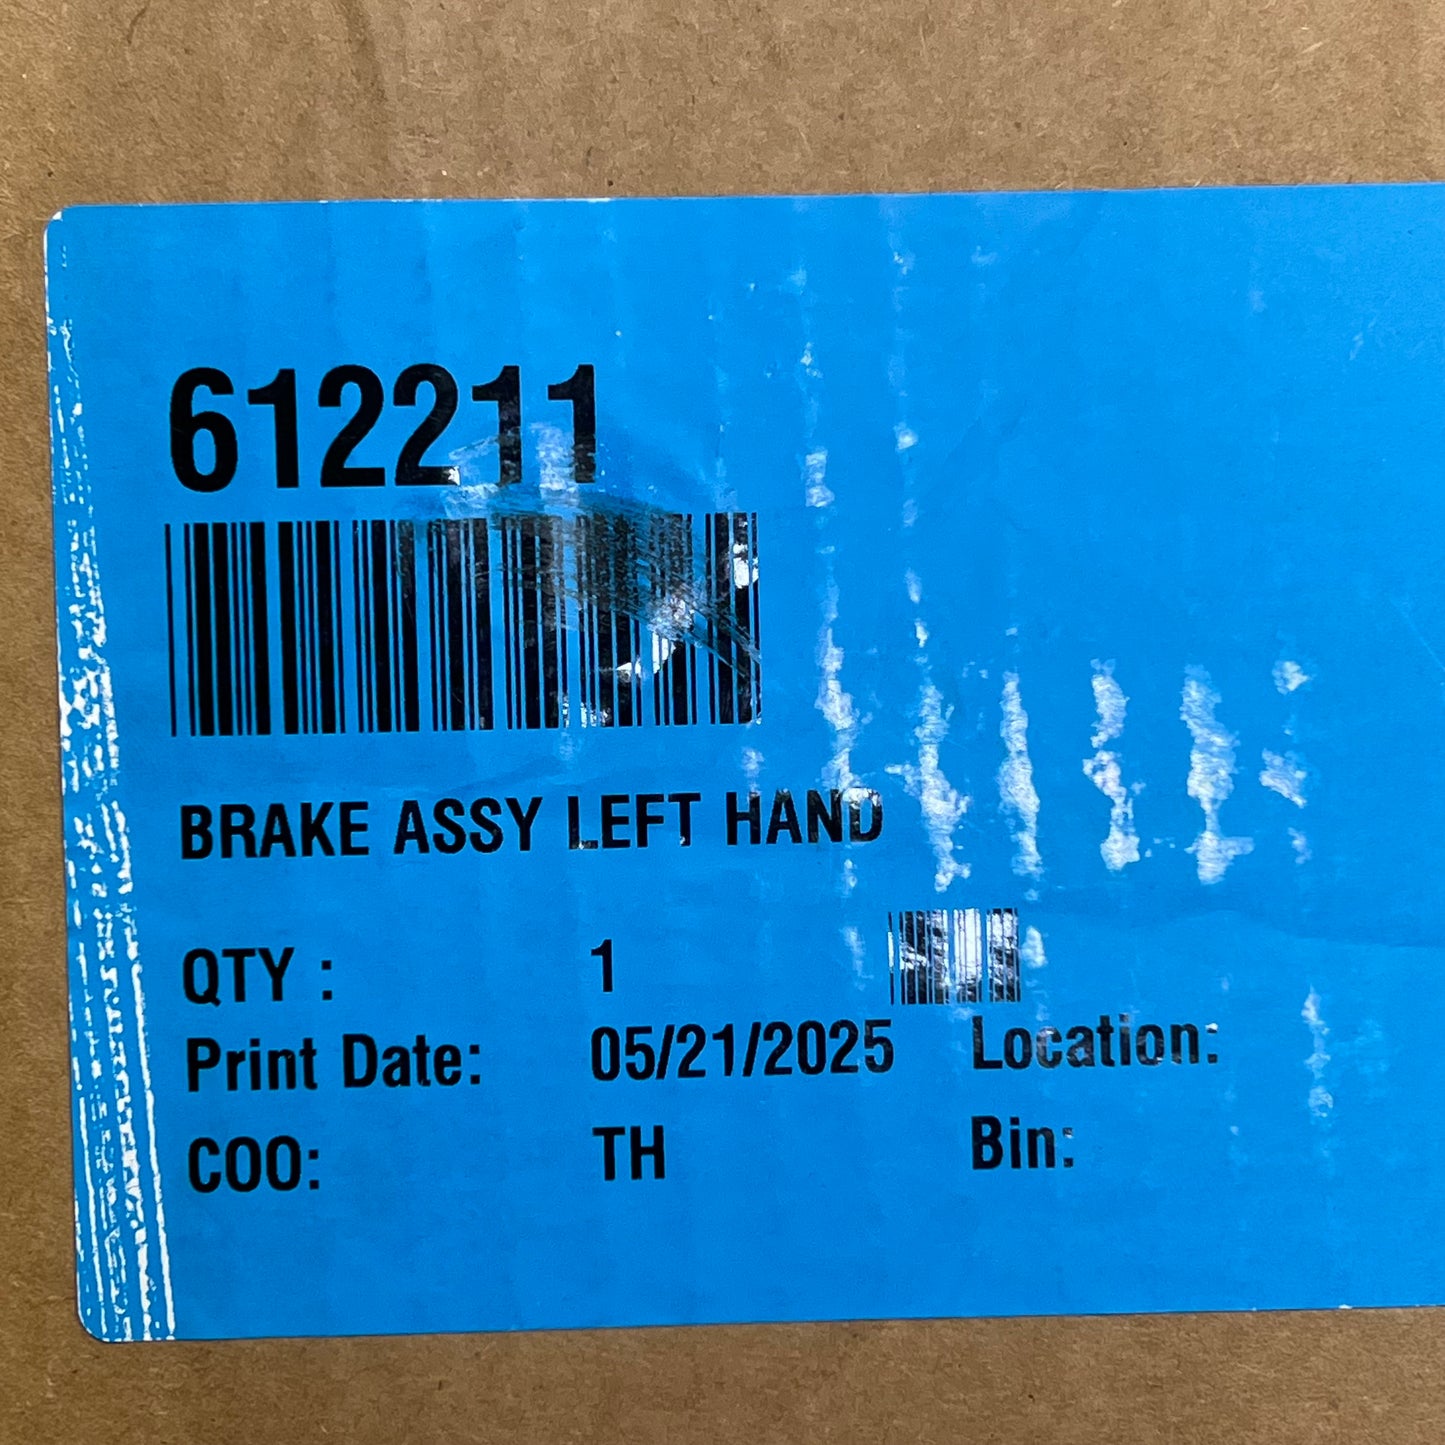 612211
BRAKE ASSY LEFT HAND
QTY : 1
Print Date: 05/21/2025 Location:
COO: TH Bin: